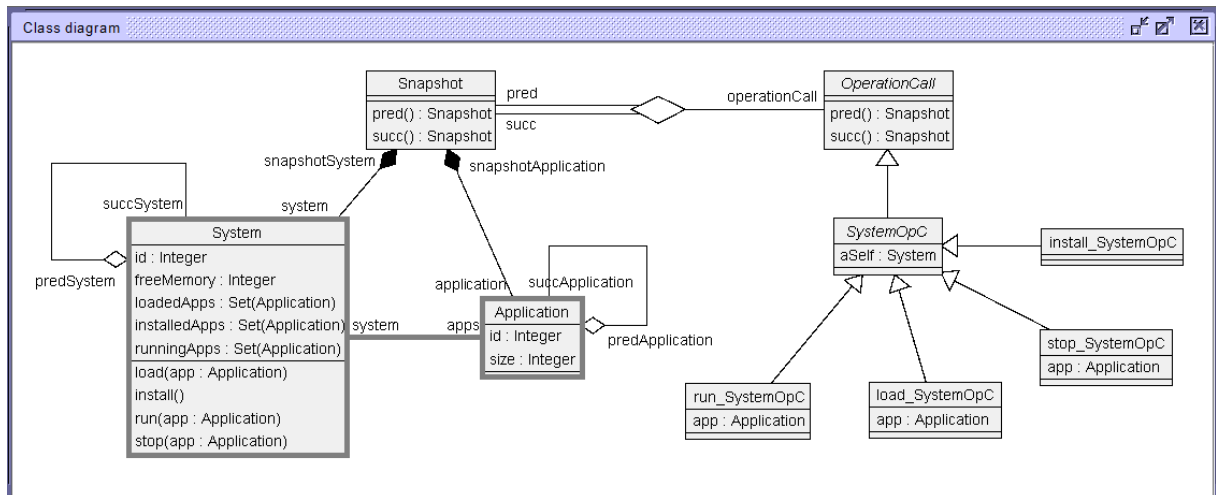 Class diagram
Snapshot
pred() : Snapshot
succ() : Snapshot
pred
succ
operationCall
OperationCall
pred() : Snapshot
succ() : Snapshot
snapshotSystem
snapshotApplication
succSystem
system
predSystem
System
id : Integer
freeMemory : Integer
loadedApps : Set(Application)
installedApps : Set(Application)
runningApps : Set(Application)
load(app : Application)
install()
run(app : Application)
stop(app : Application)
system
apps
application
succApplication
Application
id : Integer
size : Integer
predApplication
SystemOpC
aSelf : System
install_SystemOpC
stop_SystemOpC
app : Application
run_SystemOpC
app : Application
load_SystemOpC
app : Application